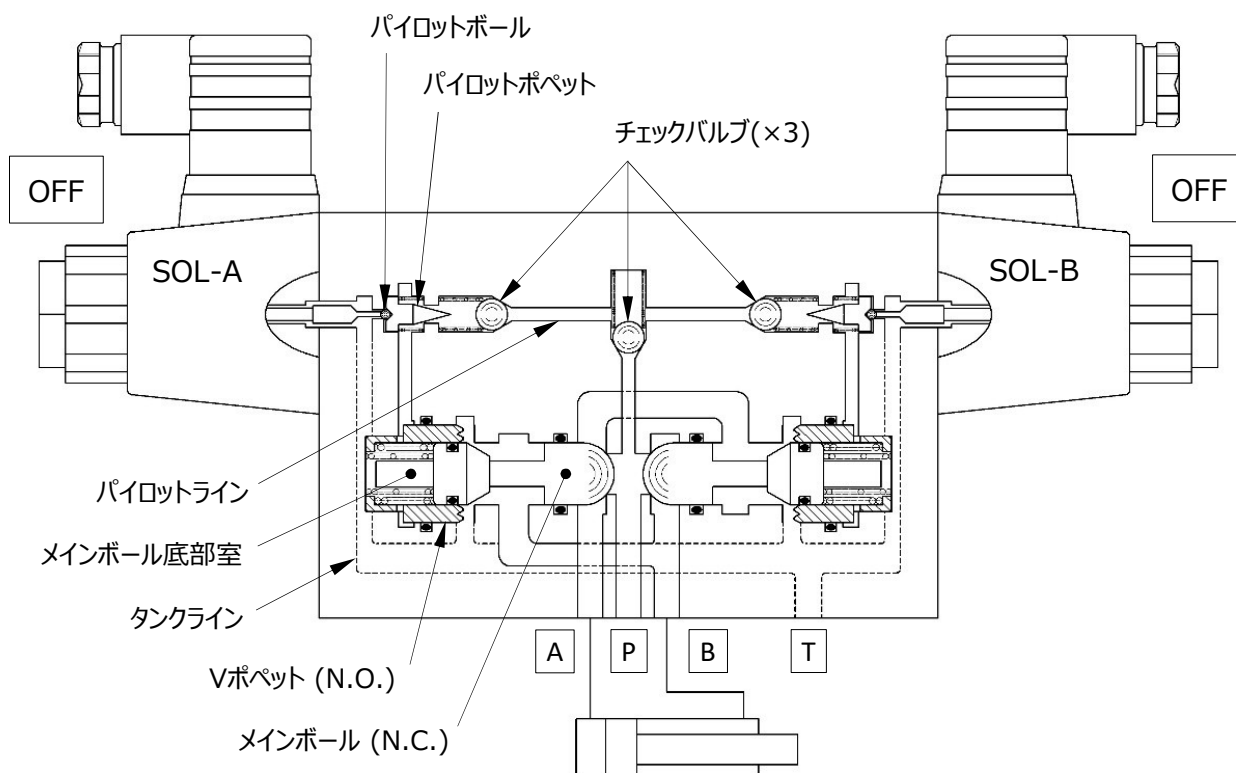 パイロットボール
パイロットポペット
チェックバルブ(×3)
OFF
OFF
SOL-A
SOL-B
パイロットライン
メインボール底部室
タンクライン
Vポペット (N.O.)
メインボール (N.C.)
A
P
B
T